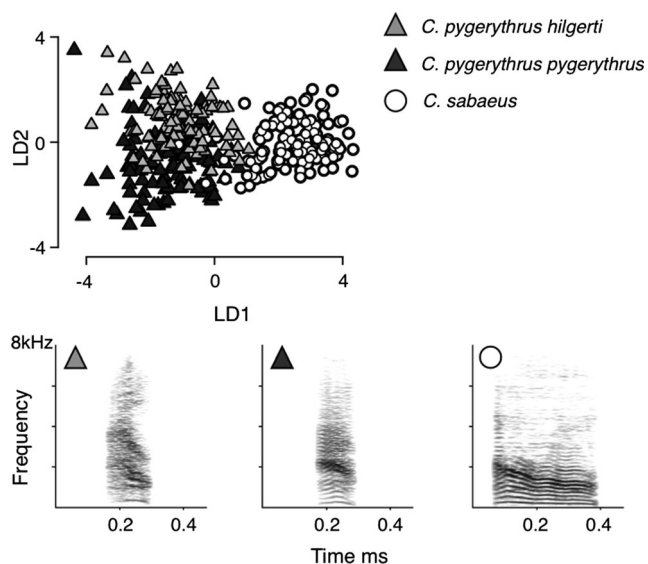 C. pygerythrus hilgerti
C. pygerythrus pygerythrus
C. sabaeus
4
0
-4
LD2
-4 0 4
LD1
8kHz
Frequency
0.2 0.4 0.2 0.4 0.2 0.4
Time ms